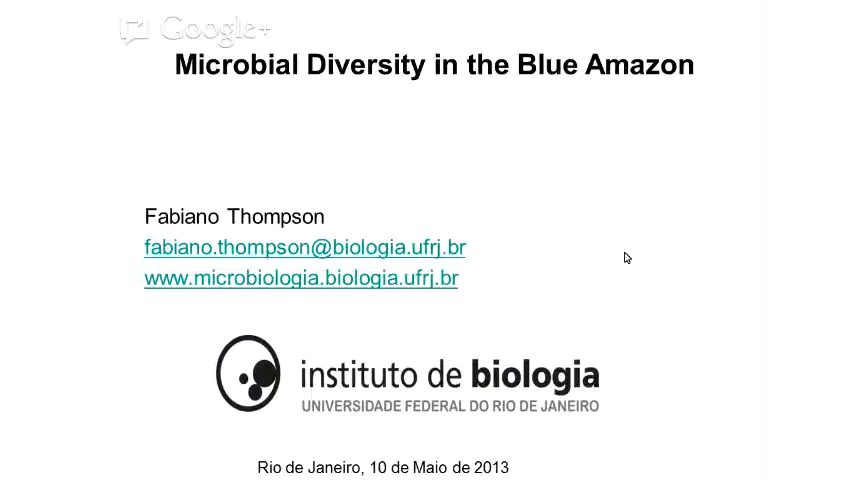 Google+
Microbial Diversity in the Blue Amazon
Fabiano Thompson
fabiano.thompson@biologia.ufrj.br
www.microbiologia.biologia.ufrj.br
instituto de biologia
UNIVERSIDADE FEDERAL DO RIO DE JANEIRO
Rio de Janeiro, 10 de Maio de 2013